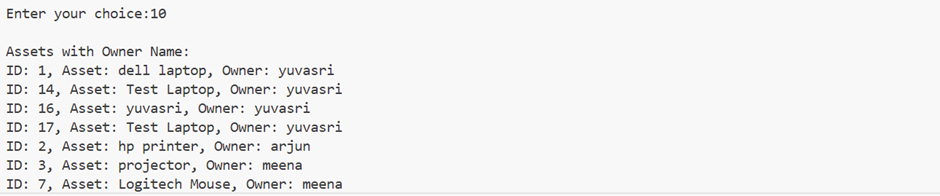 Enter your choice:10
Assets with Owner Name:
ID: 1, Asset: dell laptop, Owner: yuvasri
ID: 14, Asset: Test Laptop, Owner: yuvasri
ID: 16, Asset: yuvasri, Owner: yuvasri
ID: 17, Asset: Test Laptop, Owner: yuvasri
ID: 2, Asset: hp printer, Owner: arjun
ID: 3, Asset: projector, Owner: meena
ID: 7, Asset: Logitech Mouse, Owner: meena